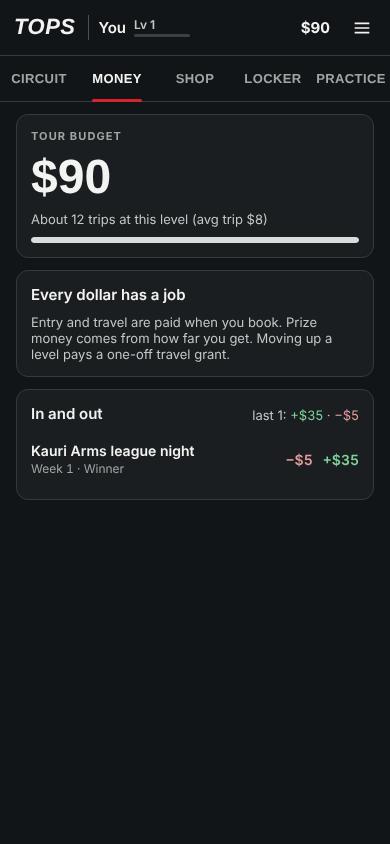 TOPS You Lv 1 $90
CIRCUIT MONEY SHOP LOCKER PRACTICE
TOUR BUDGET
$90
About 12 trips at this level (avg trip $8)
Every dollar has a job
Entry and travel are paid when you book. Prize
money comes from how far you get. Moving up a
level pays a one-off travel grant.
In and out last 1: +$35 · −$5
Kauri Arms league night −$5 +$35
Week 1 · Winner